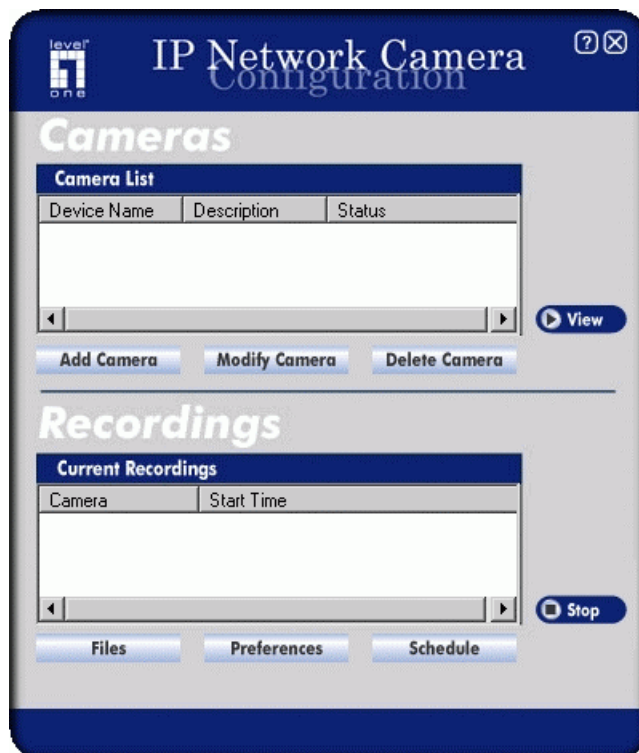 level
one
IP Network Camera
Configuration
?
Cameras
Camera List
Device Name Description Status
View
Add Camera Modify Camera Delete Camera
Recordings
Current Recordings
Camera Start Time
Stop
Files Preferences Schedule